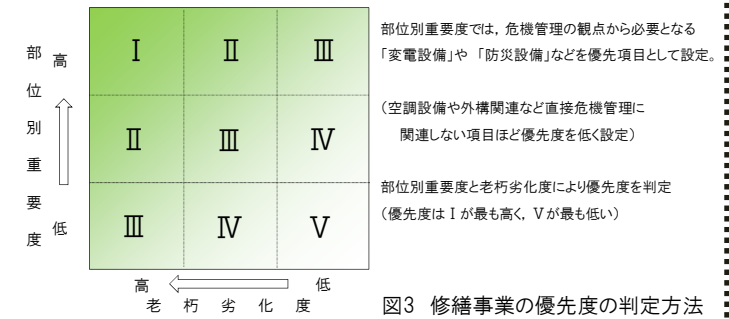 部位別重要度
高
低
Ⅰ Ⅱ Ⅲ
Ⅱ Ⅲ Ⅳ
Ⅲ Ⅳ Ⅴ
高 低
老朽劣化度
部位別重要度では，危機管理の観点から必要となる
「変電設備」や 「防災設備」などを優先項目として設定。
（空調設備や外構関連など直接危機管理に
関連しない項目ほど優先度を低く設定）
部位別重要度と老朽劣化度により優先度を判定
（優先度はⅠが最も高く，Ⅴが最も低い）
図3 修繕事業の優先度の判定方法